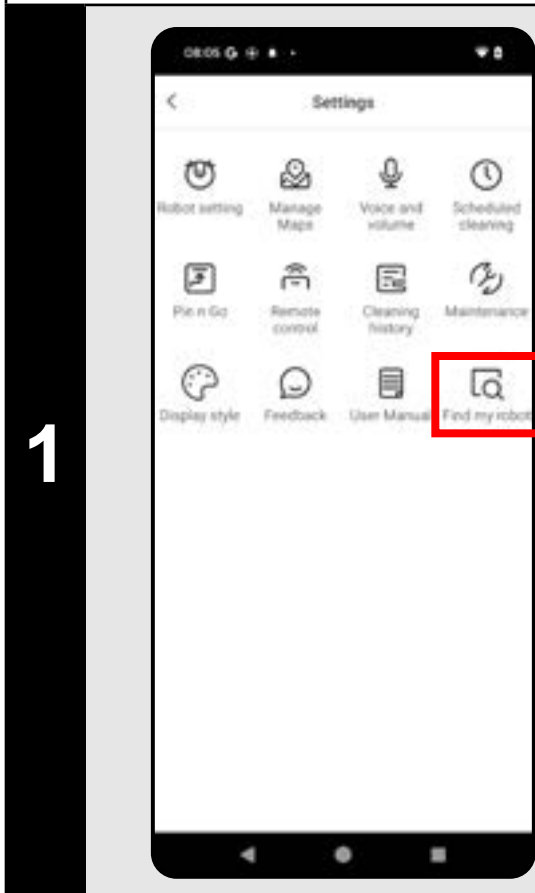 08:05 G
Settings
Robot setting
Manage
Maps
Voice and
volume
Scheduled
cleaning
Pin n Go
Remote
control
Cleaning
history
Maintenance
Display style
Feedback
User Manual
Find my robot
1